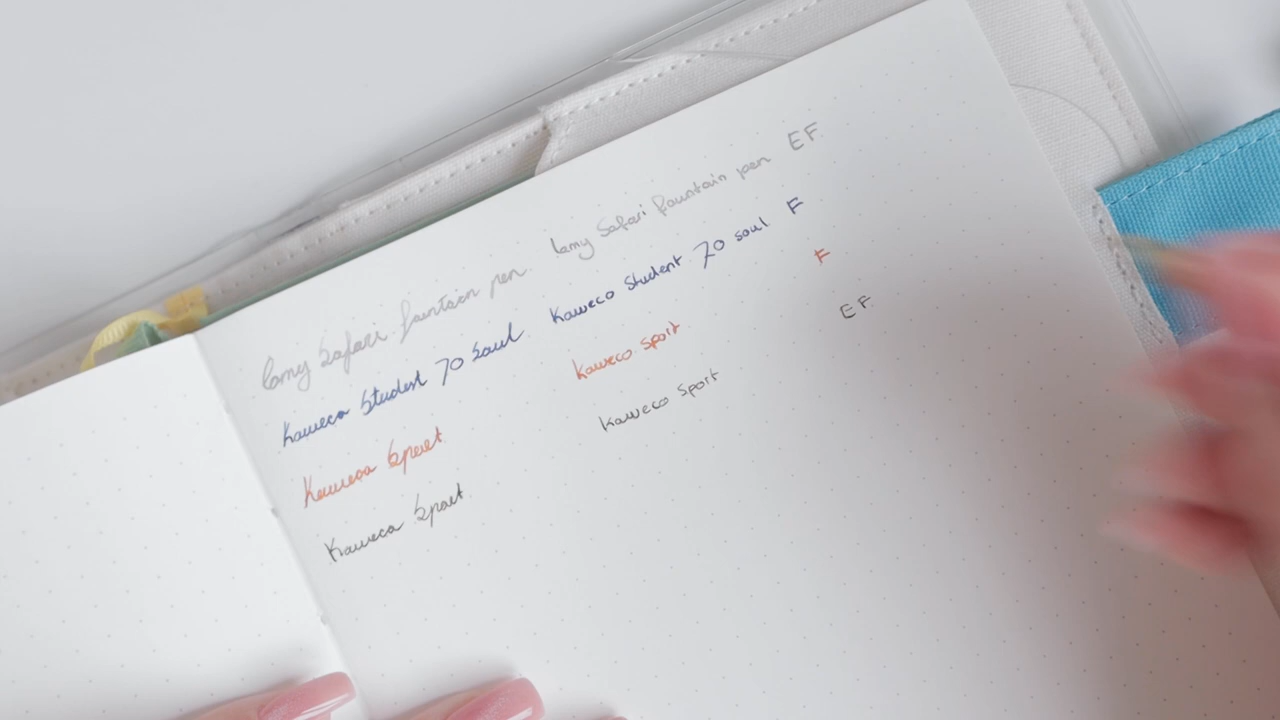 Lamy Safari fountain pen Lamy Safari fountain pen EF
Kaweco Student 70 Soul Kaweco Student 70 soul F
Kaweco Sport Kaweco Sport F
Kaweco Sport Kaweco Sport EF